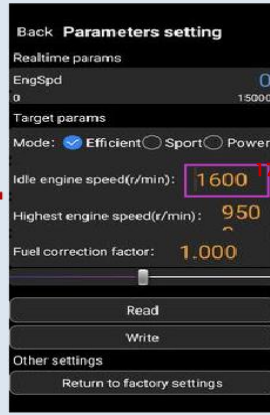 Back Parameters setting
Realtime params
EngSpd 0
0 15000
Target params
Mode: Efficient Sport Power
Idle engine speed(r/min): 1600
Highest engine speed(r/min): 950
Fuel correction factor: 1.000
Read
Write
Other settings
Return to factory settings